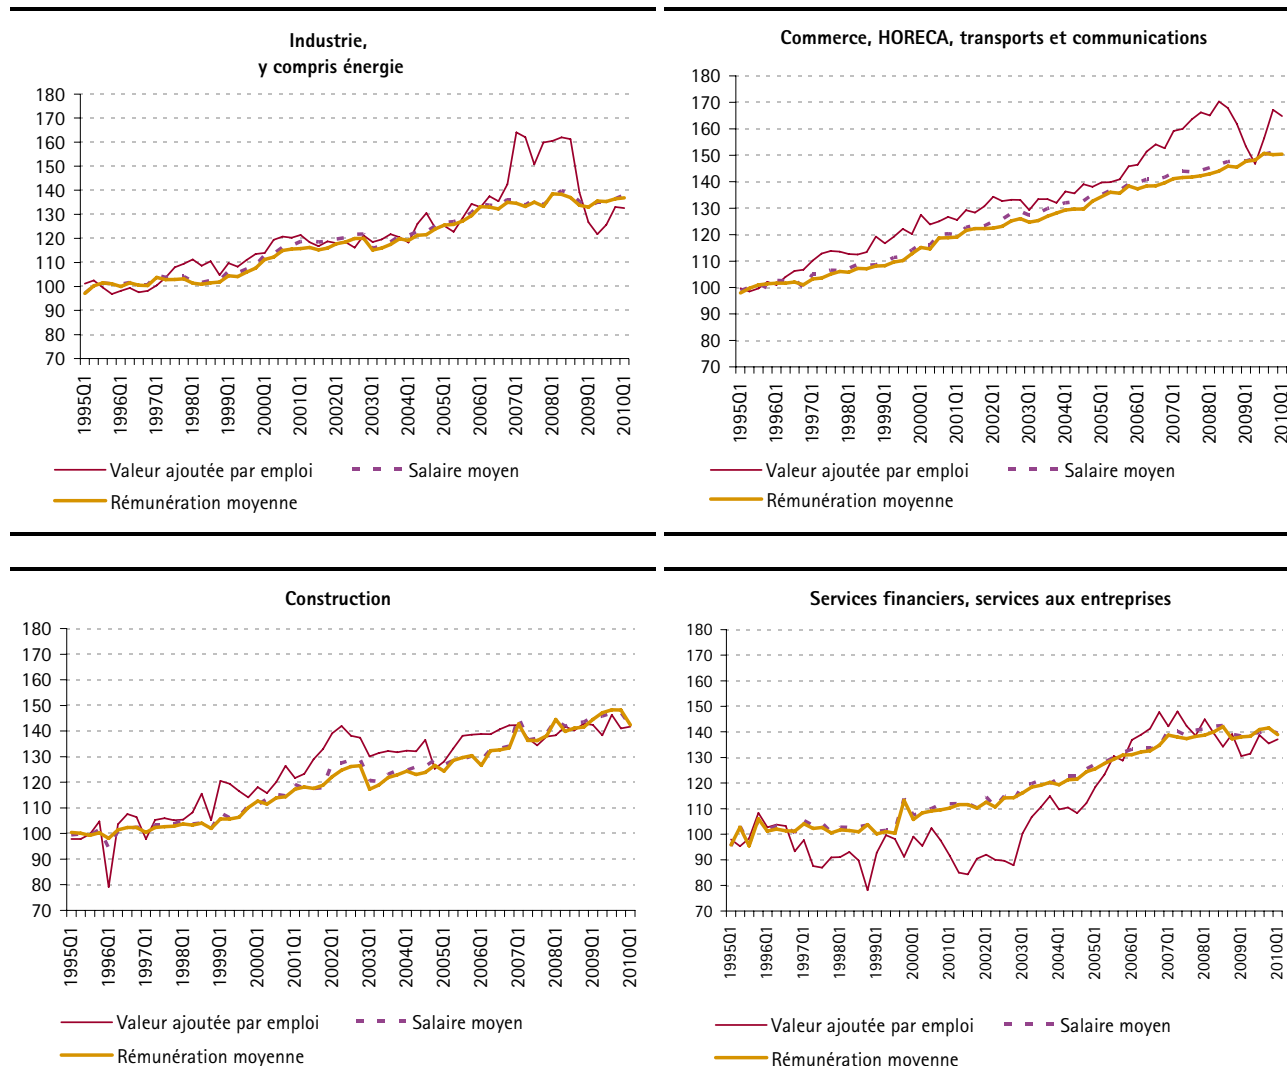 Industrie,
y compris énergie
180
170
160
150
140
130
120
110
100
90
80
70
1995Q1
1996Q1
1997Q1
1998Q1
1999Q1
2000Q1
2001Q1
2002Q1
2003Q1
2004Q1
2005Q1
2006Q1
2007Q1
2008Q1
2009Q1
2010Q1
Valeur ajoutée par emploi
Salaire moyen
Rémunération moyenne
Commerce, HORECA, transports et communications
180
170
160
150
140
130
120
110
100
90
80
70
1995Q1
1996Q1
1997Q1
1998Q1
1999Q1
2000Q1
2001Q1
2002Q1
2003Q1
2004Q1
2005Q1
2006Q1
2007Q1
2008Q1
2009Q1
2010Q1
Valeur ajoutée par emploi
Salaire moyen
Rémunération moyenne
Construction
180
170
160
150
140
130
120
110
100
90
80
70
1995Q1
1996Q1
1997Q1
1998Q1
1999Q1
2000Q1
2001Q1
2002Q1
2003Q1
2004Q1
2005Q1
2006Q1
2007Q1
2008Q1
2009Q1
2010Q1
Valeur ajoutée par emploi
Salaire moyen
Rémunération moyenne
Services financiers, services aux entreprises
180
170
160
150
140
130
120
110
100
90
80
70
1995Q1
1996Q1
1997Q1
1998Q1
1999Q1
2000Q1
2001Q1
2002Q1
2003Q1
2004Q1
2005Q1
2006Q1
2007Q1
2008Q1
2009Q1
2010Q1
Valeur ajoutée par emploi
Salaire moyen
Rémunération moyenne